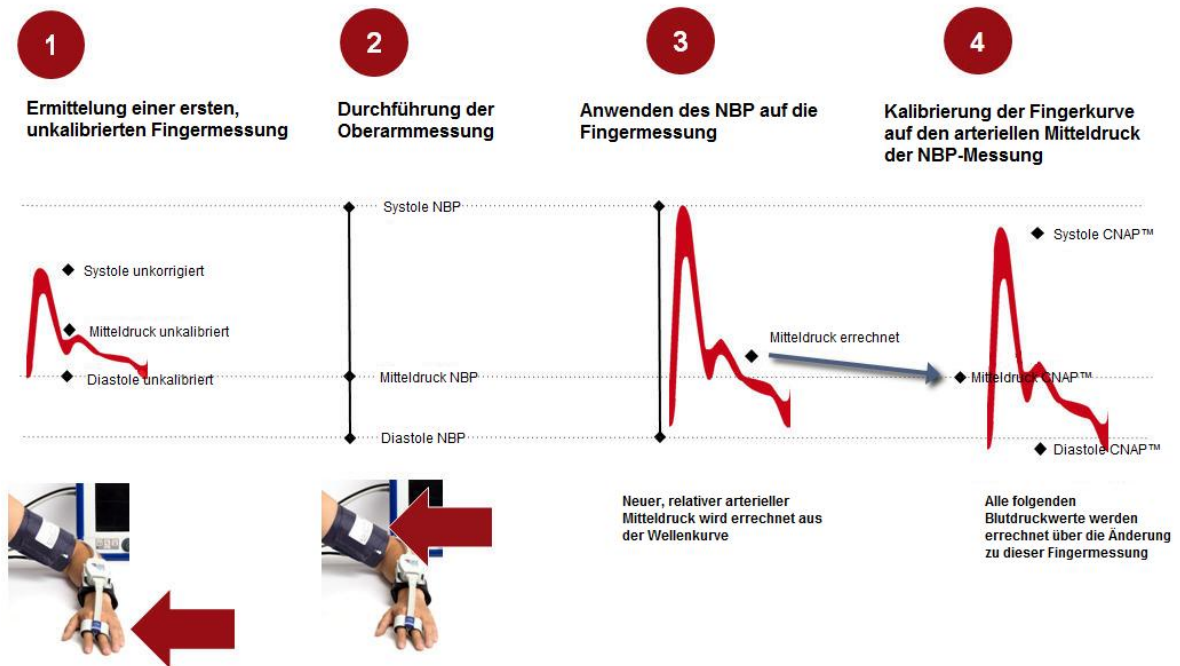 1
Ermittelung einer ersten,
unkalibrierten Fingermessung
2
Durchführung der
Oberarmmessung
3
Anwenden des NBP auf die
Fingermessung
4
Kalibrierung der Fingerkurve
auf den arteriellen Mitteldruck
der NBP-Messung
Systole unkorrigiert
Mitteldruck unkalibriert
Diastole unkalibriert
Systole NBP
Mitteldruck NBP
Diastole NBP
Mitteldruck errechnet
Systole CNAP™
Mitteldruck CNAP™
Diastole CNAP™
Neuer, relativer arterieller
Mitteldruck wird errechnet aus
der Wellenkurve
Alle folgenden
Blutdruckwerte werden
errechnet über die Änderung
zu dieser Fingermessung